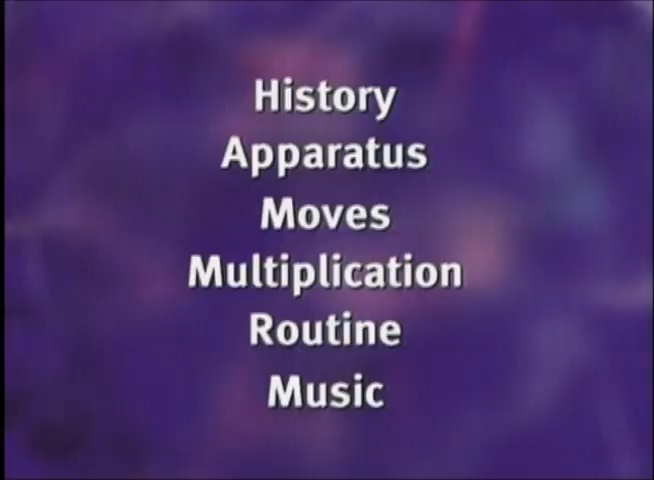 History
Apparatus
Moves
Multiplication
Routine
Music